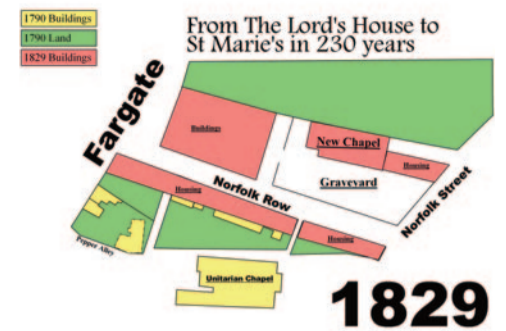 1790 Buildings
1790 Land
1829 Buildings
From The Lord's House to
St Marie's in 230 years
Fargate
Buildings
New Chapel
Housing
Graveyard
Norfolk Street
Housing
Norfolk Row
Housing
Pepper Alley
Unitarian Chapel
1829